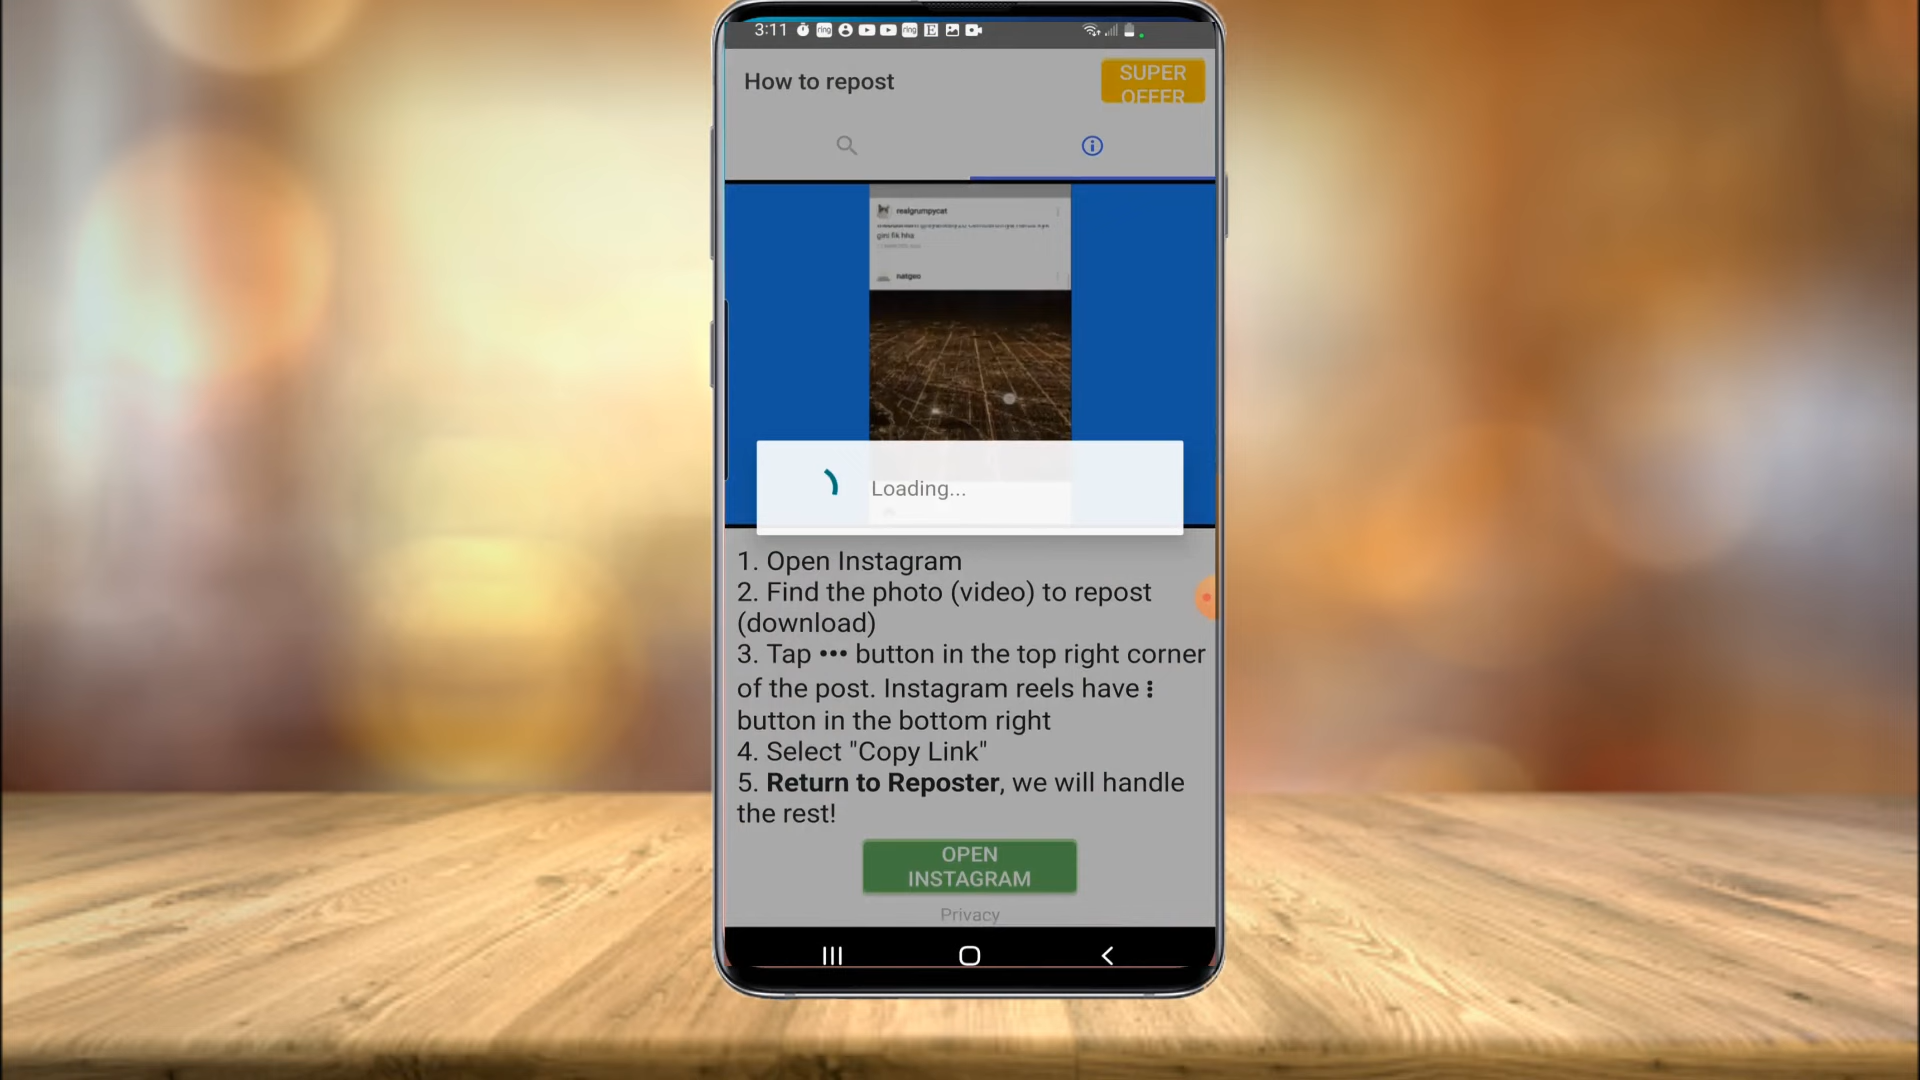 3:11
How to repost
SUPER
OFFER
realgrumpycat
natgeo
Loading...
1. Open Instagram
2. Find the photo (video) to repost
(download)
3. Tap ••• button in the top right corner
of the post. Instagram reels have ⋮
button in the bottom right
4. Select "Copy Link"
5. Return to Reposter, we will handle
the rest!
OPEN
INSTAGRAM
Privacy